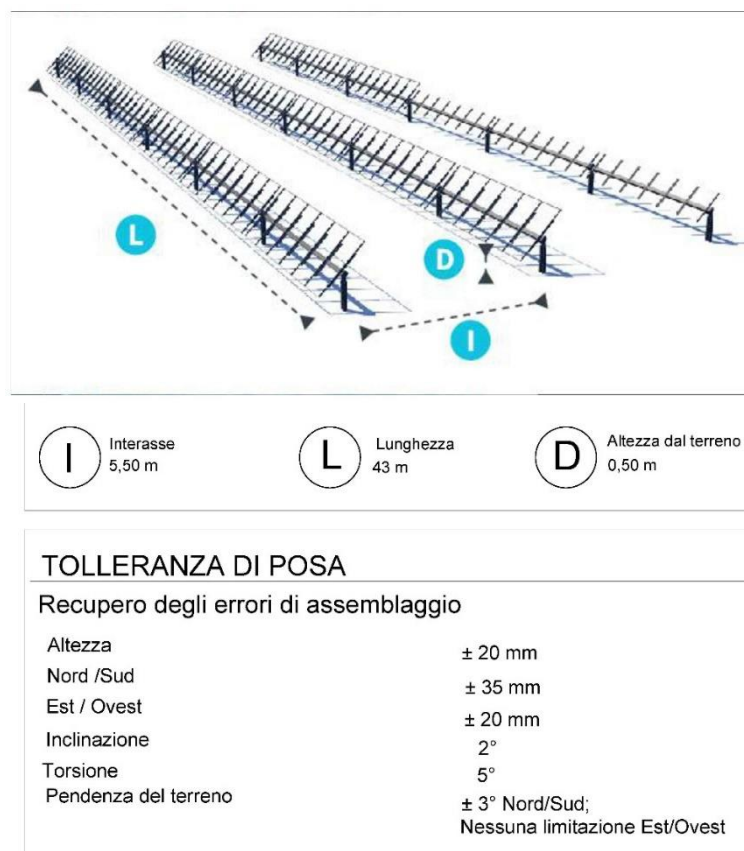 L
D
I
I
Interasse
5,50 m
L
Lunghezza
43 m
D
Altezza dal terreno
0,50 m
TOLLERANZA DI POSA
Recupero degli errori di assemblaggio
Altezza ± 20 mm
Nord /Sud ± 35 mm
Est / Ovest ± 20 mm
Inclinazione 2°
Torsione 5°
Pendenza del terreno ± 3° Nord/Sud;
Nessuna limitazione Est/Ovest